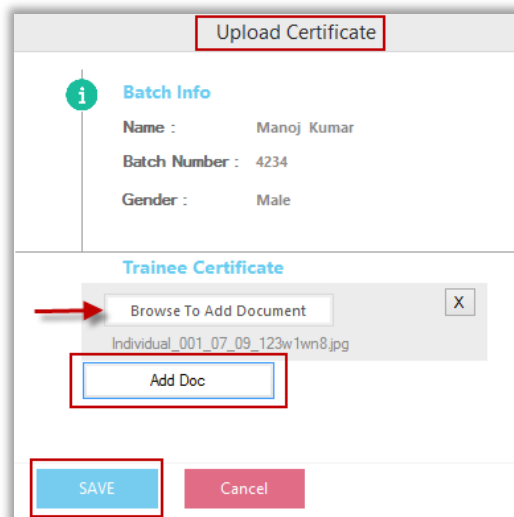 Upload Certificate
i
Batch Info
Name : Manoj Kumar
Batch Number : 4234
Gender : Male
Trainee Certificate
Browse To Add Document X
Individual_001_07_09_123w1wn8.jpg
Add Doc
SAVE Cancel